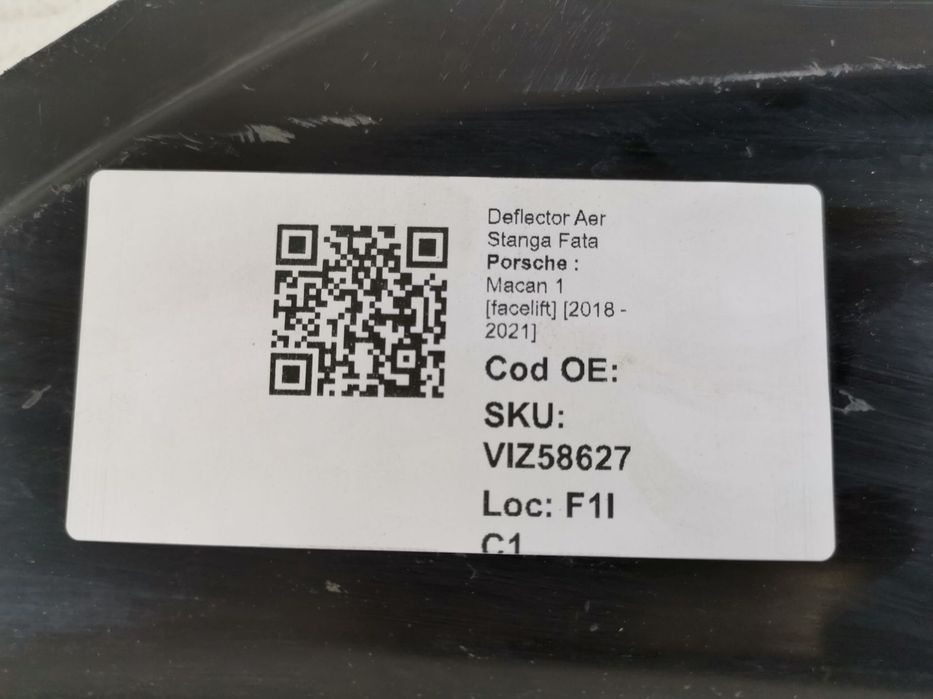 Deflector Aer
Stanga Fata
Porsche :
Macan 1
[facelift] [2018 -
2021]
Cod OE:
SKU:
VIZ58627
Loc: F1I
C1